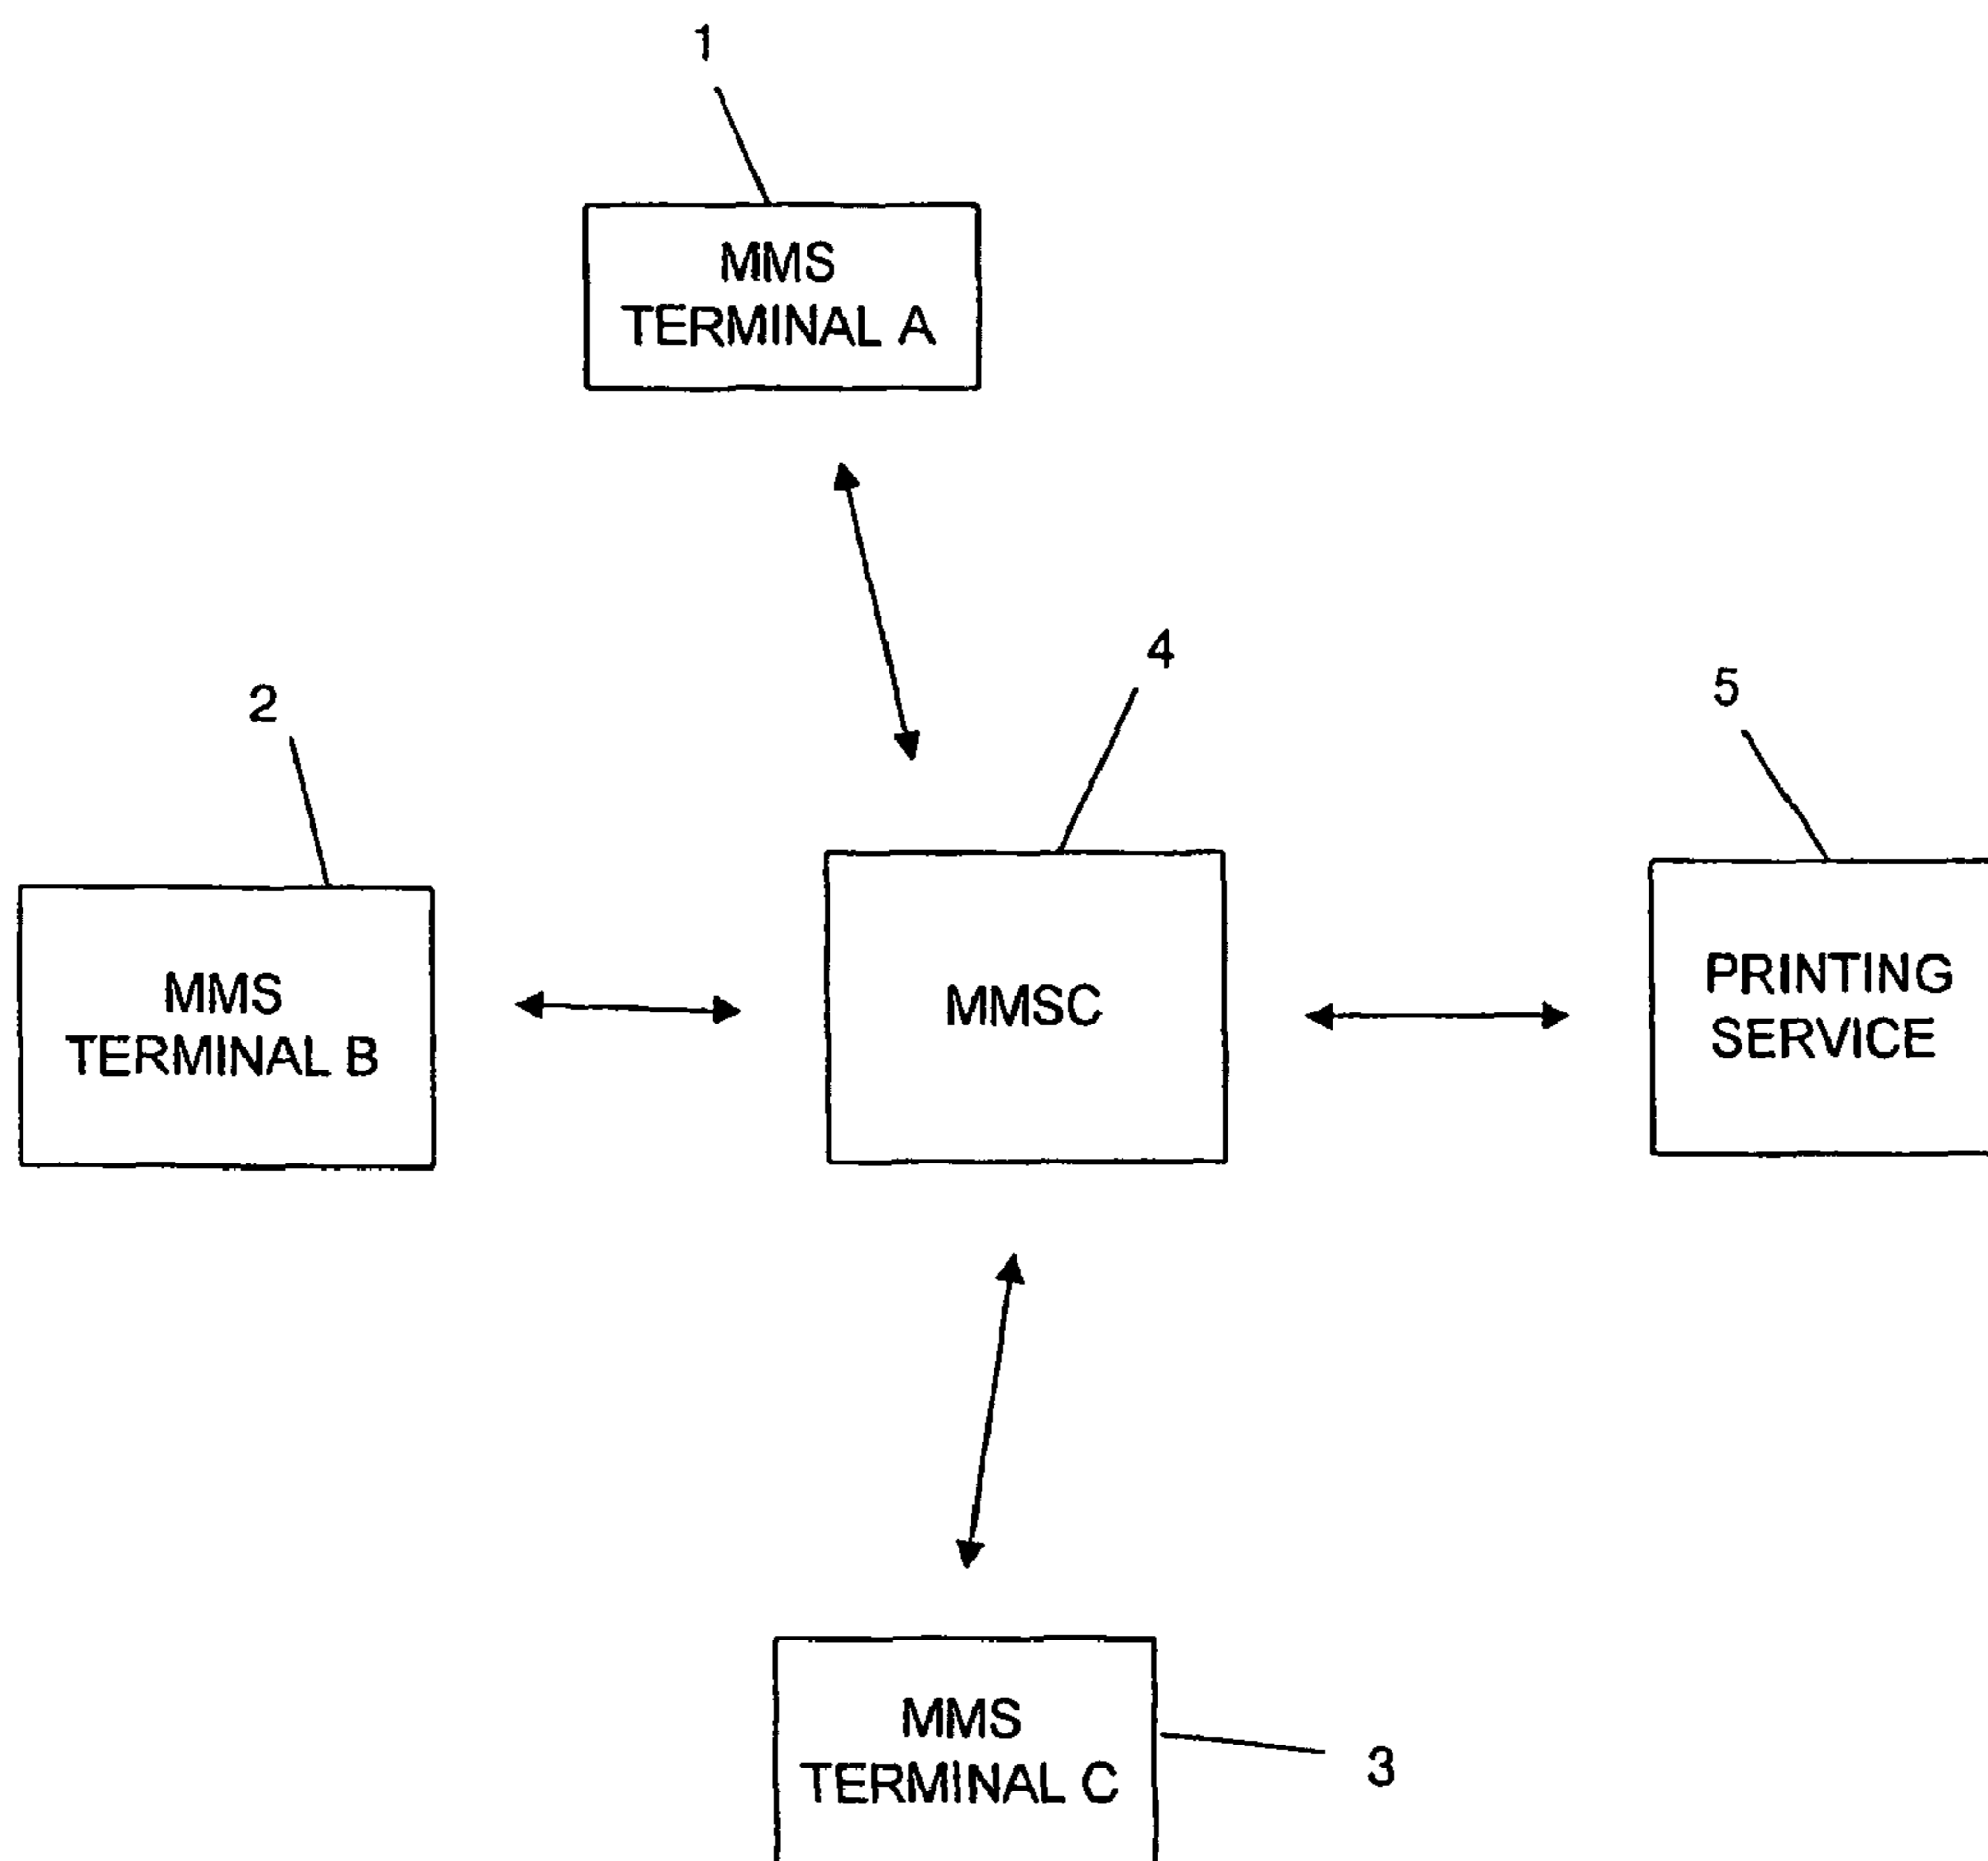 1
MMS
TERMINAL A
4
5
2
MMS
TERMINAL B
MMSC
PRINTING
SERVICE
MMS
TERMINAL C
3